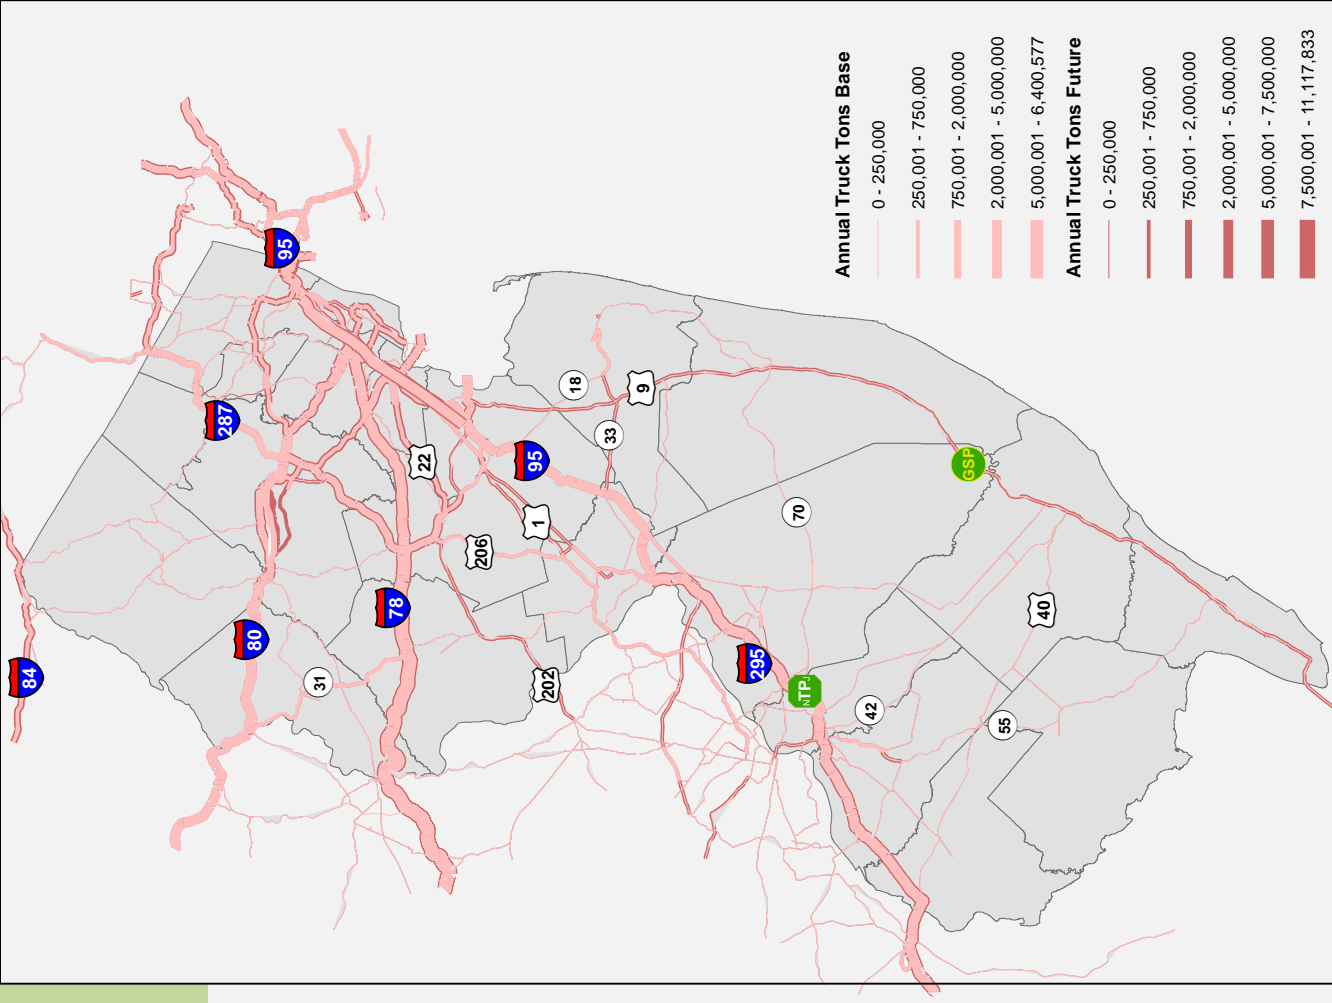 Annual Truck Tons Base
0 - 250,000
250,001 - 750,000
750,001 - 2,000,000
2,000,001 - 5,000,000
5,000,001 - 6,400,577
Annual Truck Tons Future
0 - 250,000
250,001 - 750,000
750,001 - 2,000,000
2,000,001 - 5,000,000
5,000,001 - 7,500,000
7,500,001 - 11,117,833
84
80
287
95
31
78
22
202
206
1
95
18
33
9
295
NTPJ
70
GSP
42
55
40